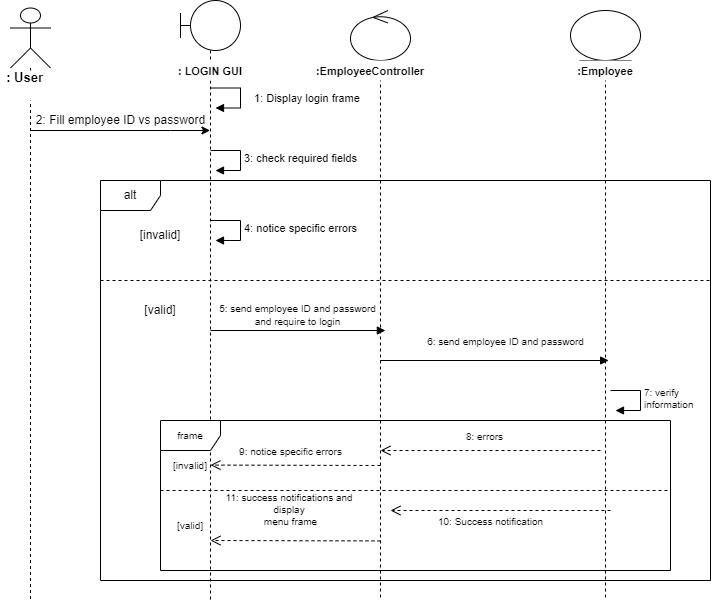 : User
: LOGIN GUI
:EmployeeController
:Employee
1: Display login frame
2: Fill employee ID vs password
3: check required fields
alt
[invalid]
4: notice specific errors
[valid]
5: send employee ID and password
and require to login
6: send employee ID and password
7: verify
information
frame
8: errors
9: notice specific errors
[invalid]
11: success notifications and
display
menu frame
10: Success notification
[valid]